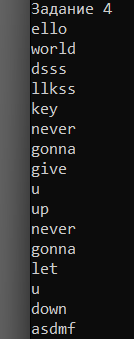 Задание 4
ello
world
dsss
llkss
key
never
gonna
give
u
up
never
gonna
let
u
down
asdmf